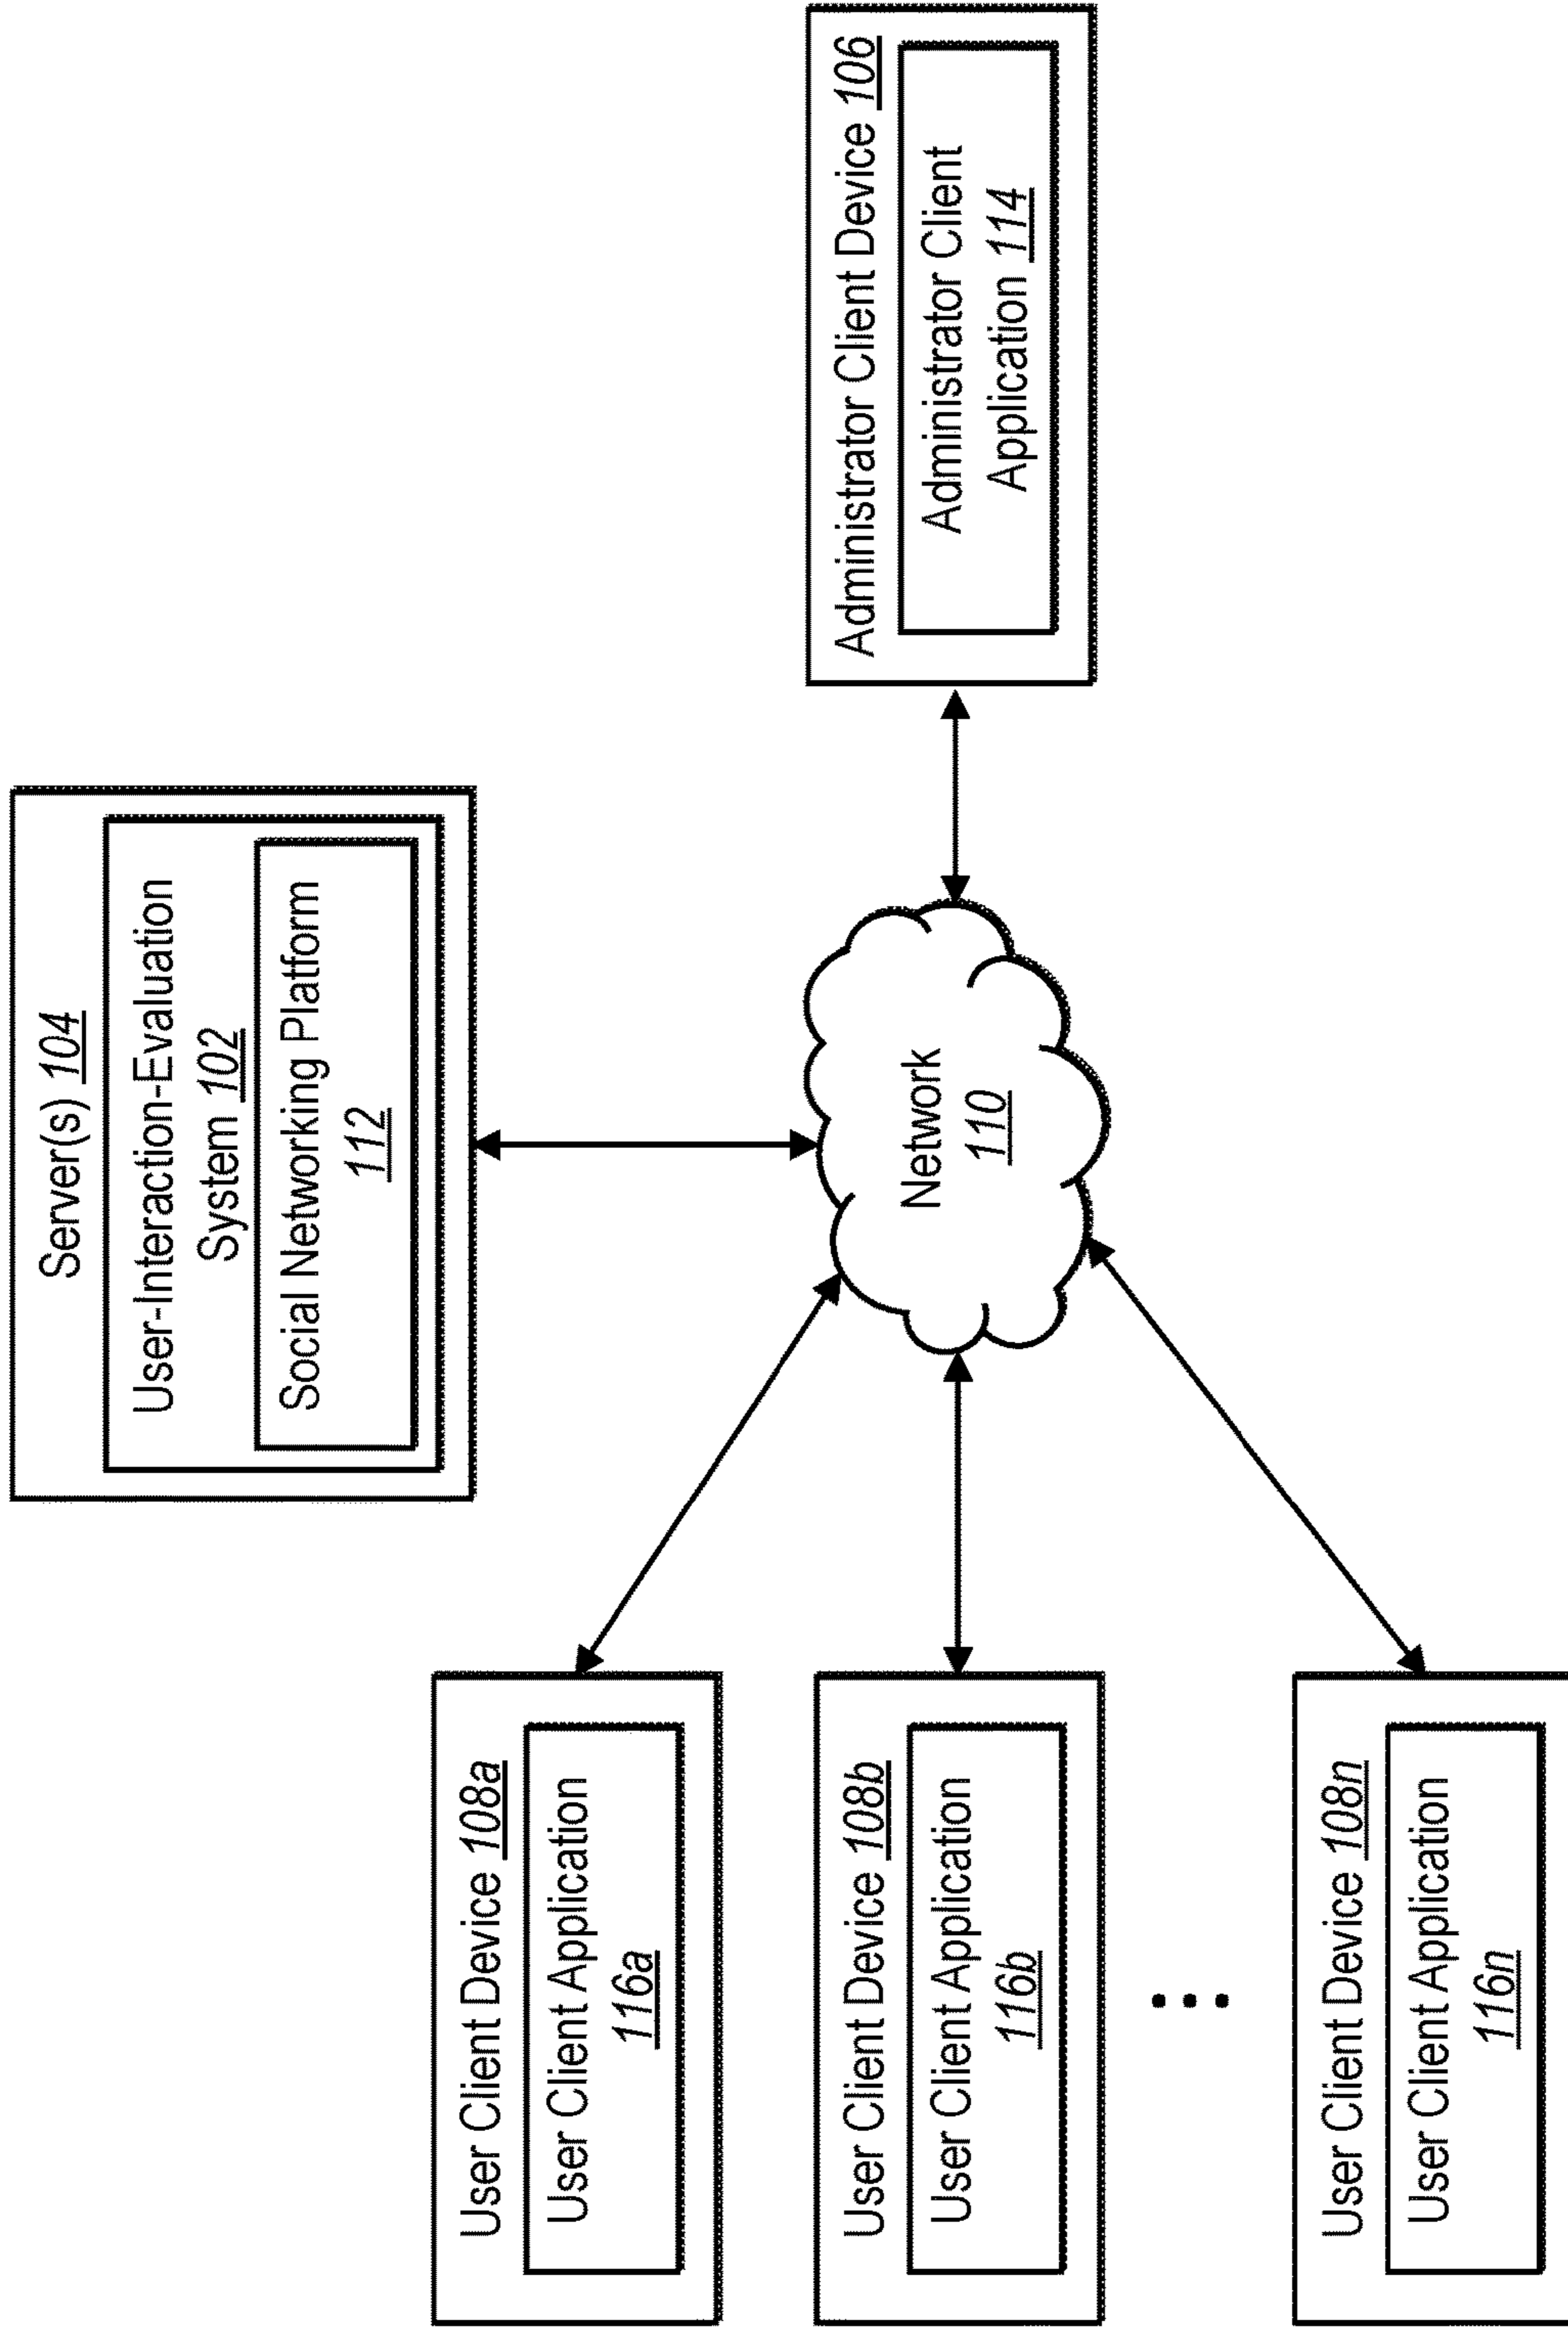 Server(s) 104
User-Interaction-Evaluation
System 102
Social Networking Platform
112
User Client Device 108a
User Client Application
116a
User Client Device 108b
User Client Application
116b
User Client Device 108n
User Client Application
116n
Network
110
Administrator Client Device 106
Administrator Client
Application 114